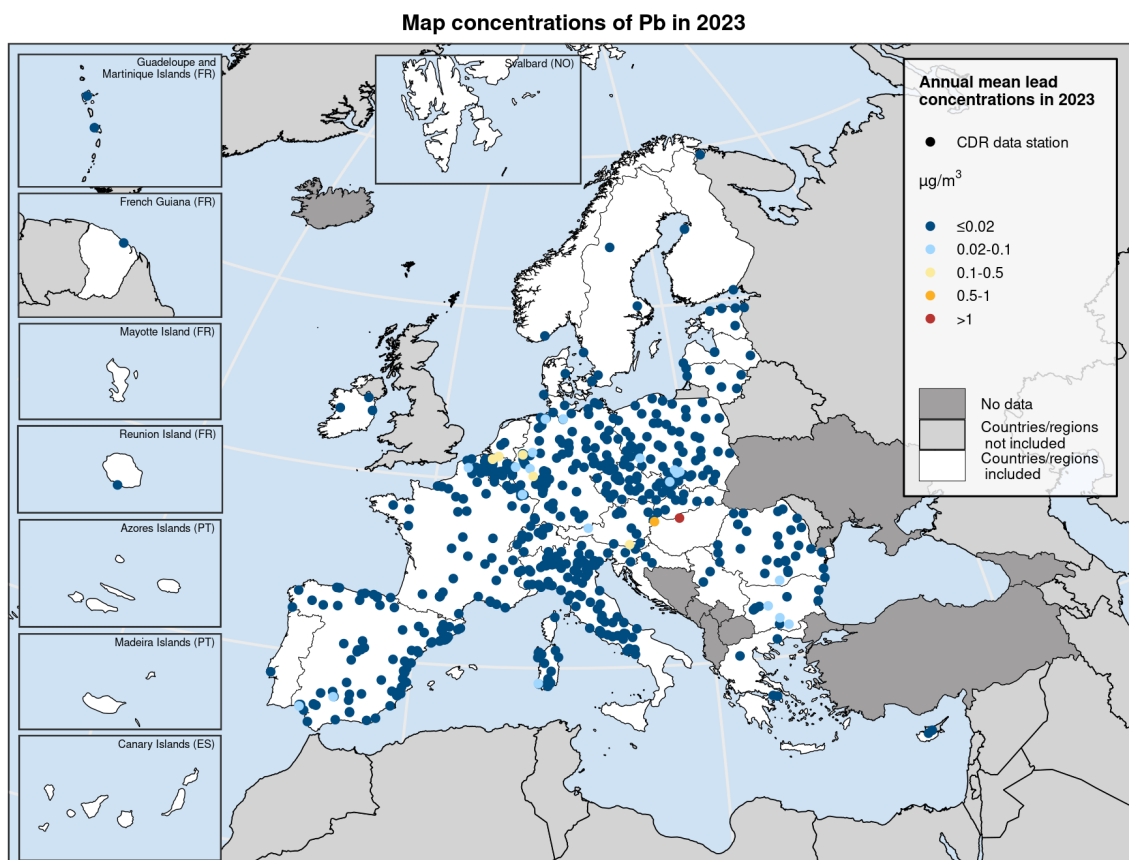 Map concentrations of Pb in 2023
Guadeloupe and
Martinique Islands (FR)
Svalbard (NO)
French Guiana (FR)
Mayotte Island (FR)
Reunion Island (FR)
Azores Islands (PT)
Madeira Islands (PT)
Canary Islands (ES)
Annual mean lead
concentrations in 2023
CDR data station
µg/m³
≤0.02
0.02-0.1
0.1-0.5
0.5-1
>1
No data
Countries/regions
not included
Countries/regions
included